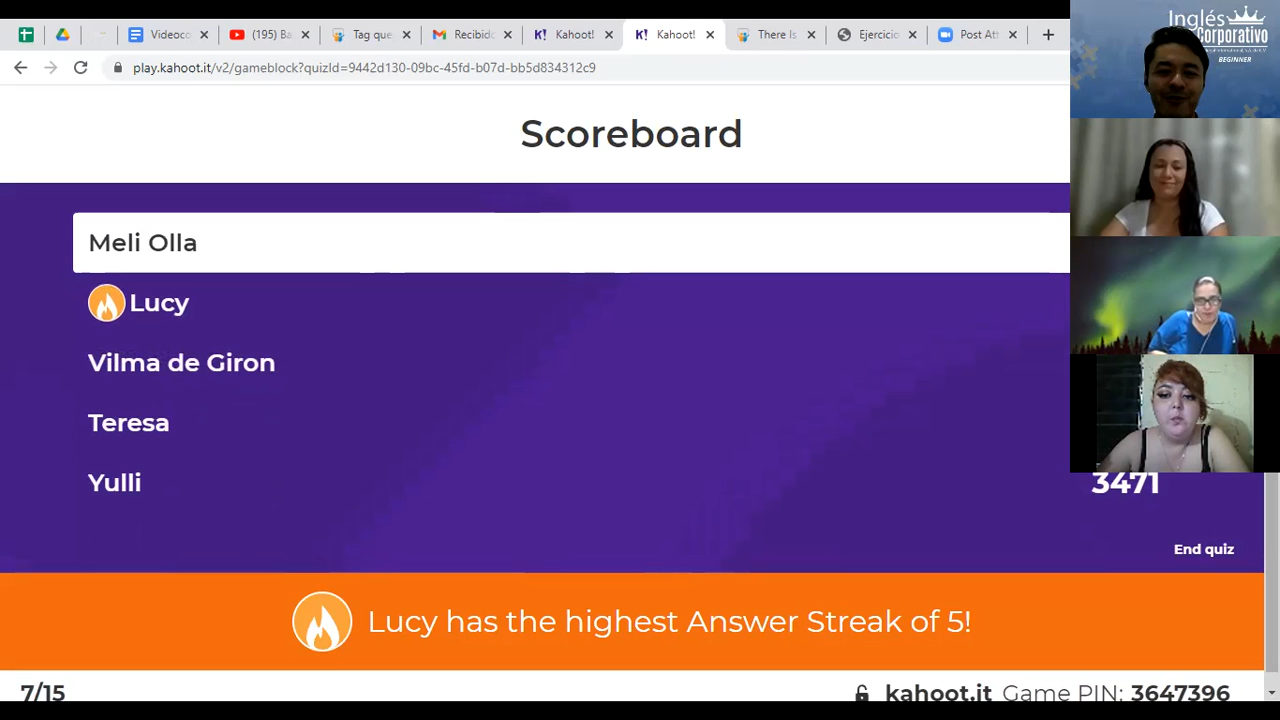 Videoco
(195) Ba
Tag que
Recibido
Kahoot!
Kahoot!
There Is
Ejercicio
Post Att
play.kahoot.it/v2/gameblock?quizId=9442d130-09bc-45fd-b07d-bb5d884312c9
Inglés
Corporativo
BEGINNER
Scoreboard
Meli Olla
Lucy
Vilma de Giron
Teresa
Yulli
3471
End quiz
Lucy has the highest Answer Streak of 5!
7/15
kahoot.it Game PIN: 3647396